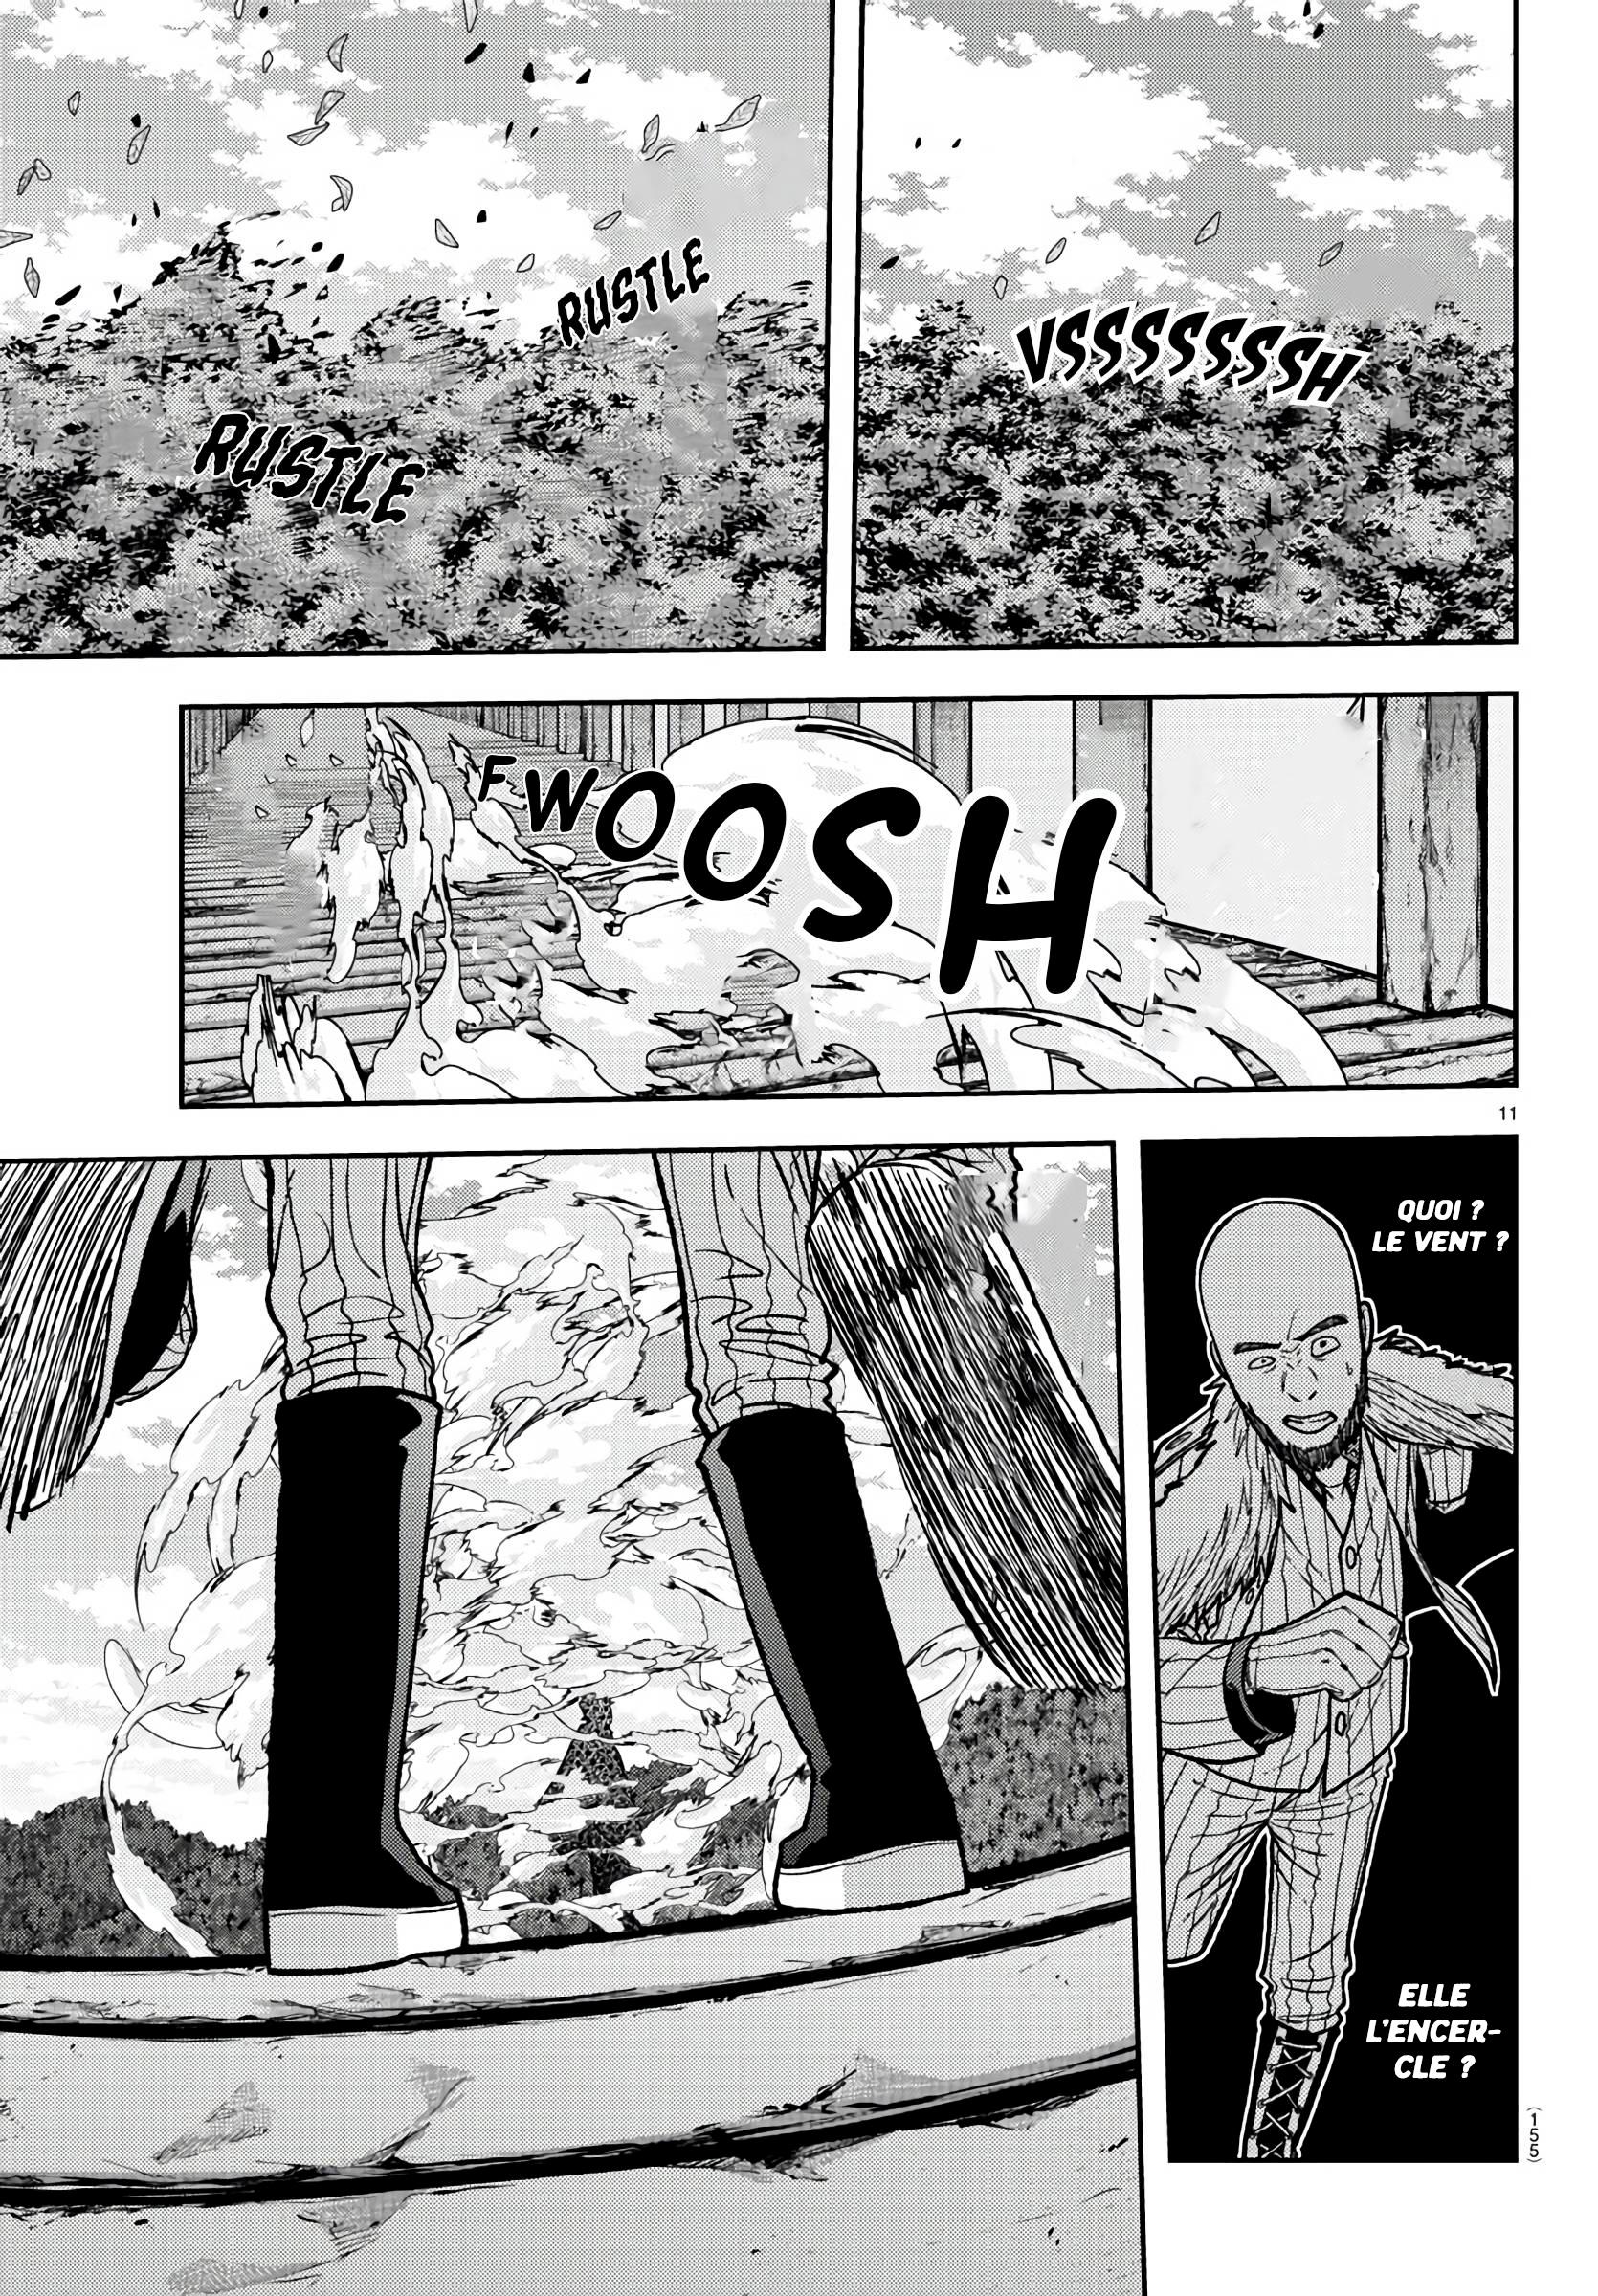 VSSSSSSSH
RUSTLE
RUSTLE
FWOOSH
11
QUOI ?
LE VENT ?
ELLE
L'ENCER-
CLE ?
(155)